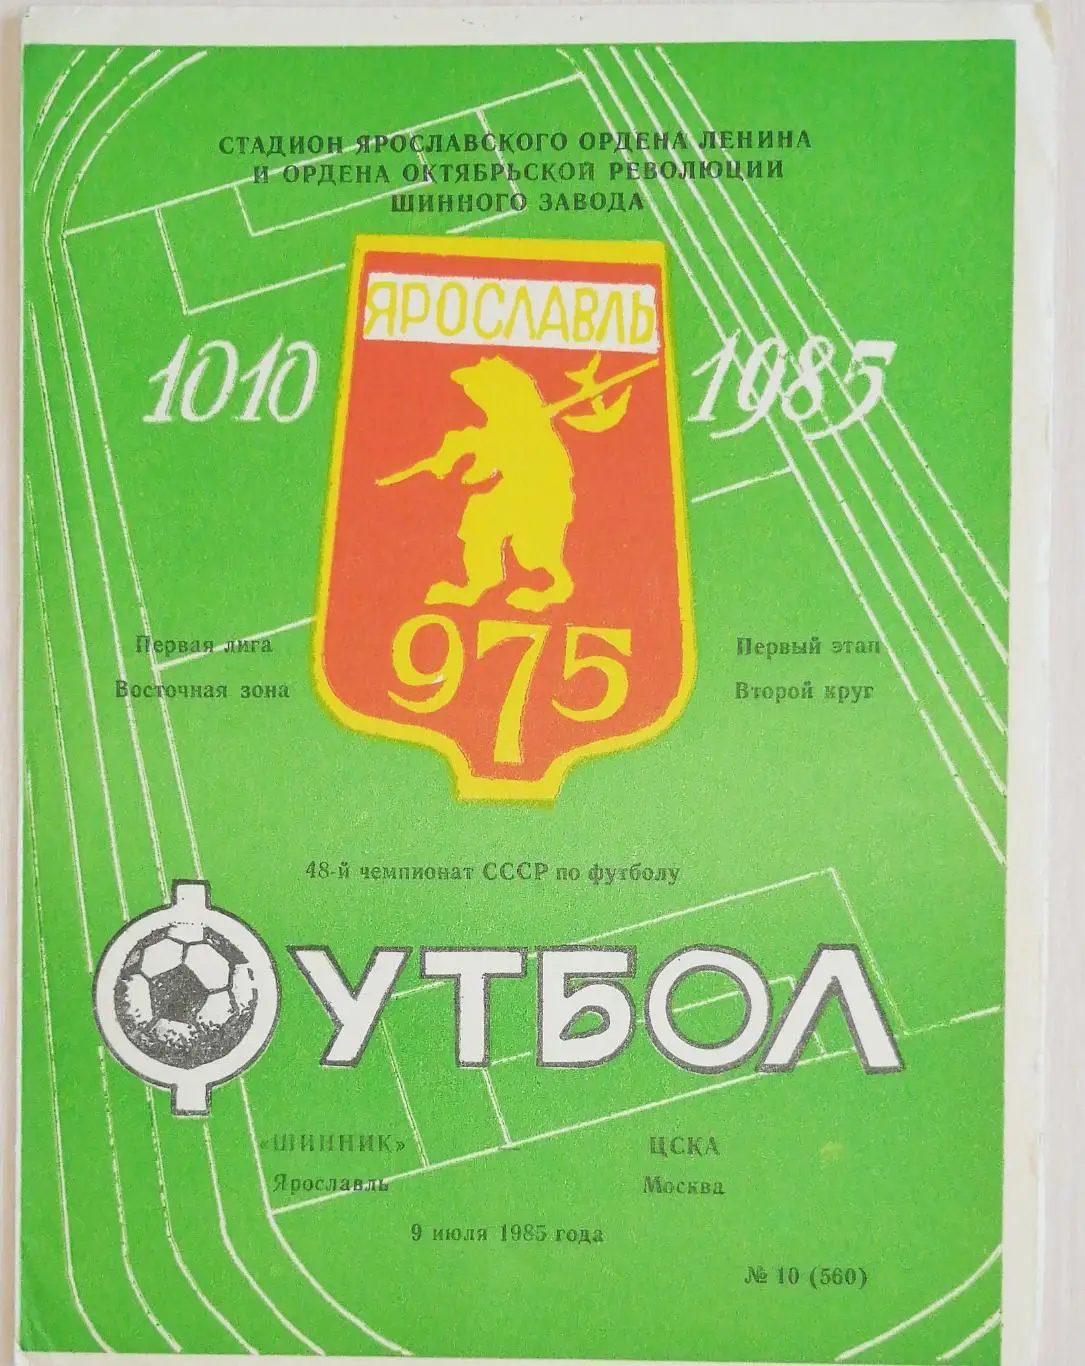 СТАДИОН ЯРОСЛАВСКОГО ОРДЕНА ЛЕНИНА
И ОРДЕНА ОКТЯБРЬСКОЙ РЕВОЛЮЦИИ
ШИННОГО ЗАВОДА
ЯРОСЛАВЛЬ
1010 1985
975
Первая лига
Восточная зона
Первый этап
Второй круг
48-й чемпионат СССР по футболу
ФУТБОЛ
«ШИННИК» — ЦСКА
Ярославль Москва
9 июля 1985 года
№ 10 (560)